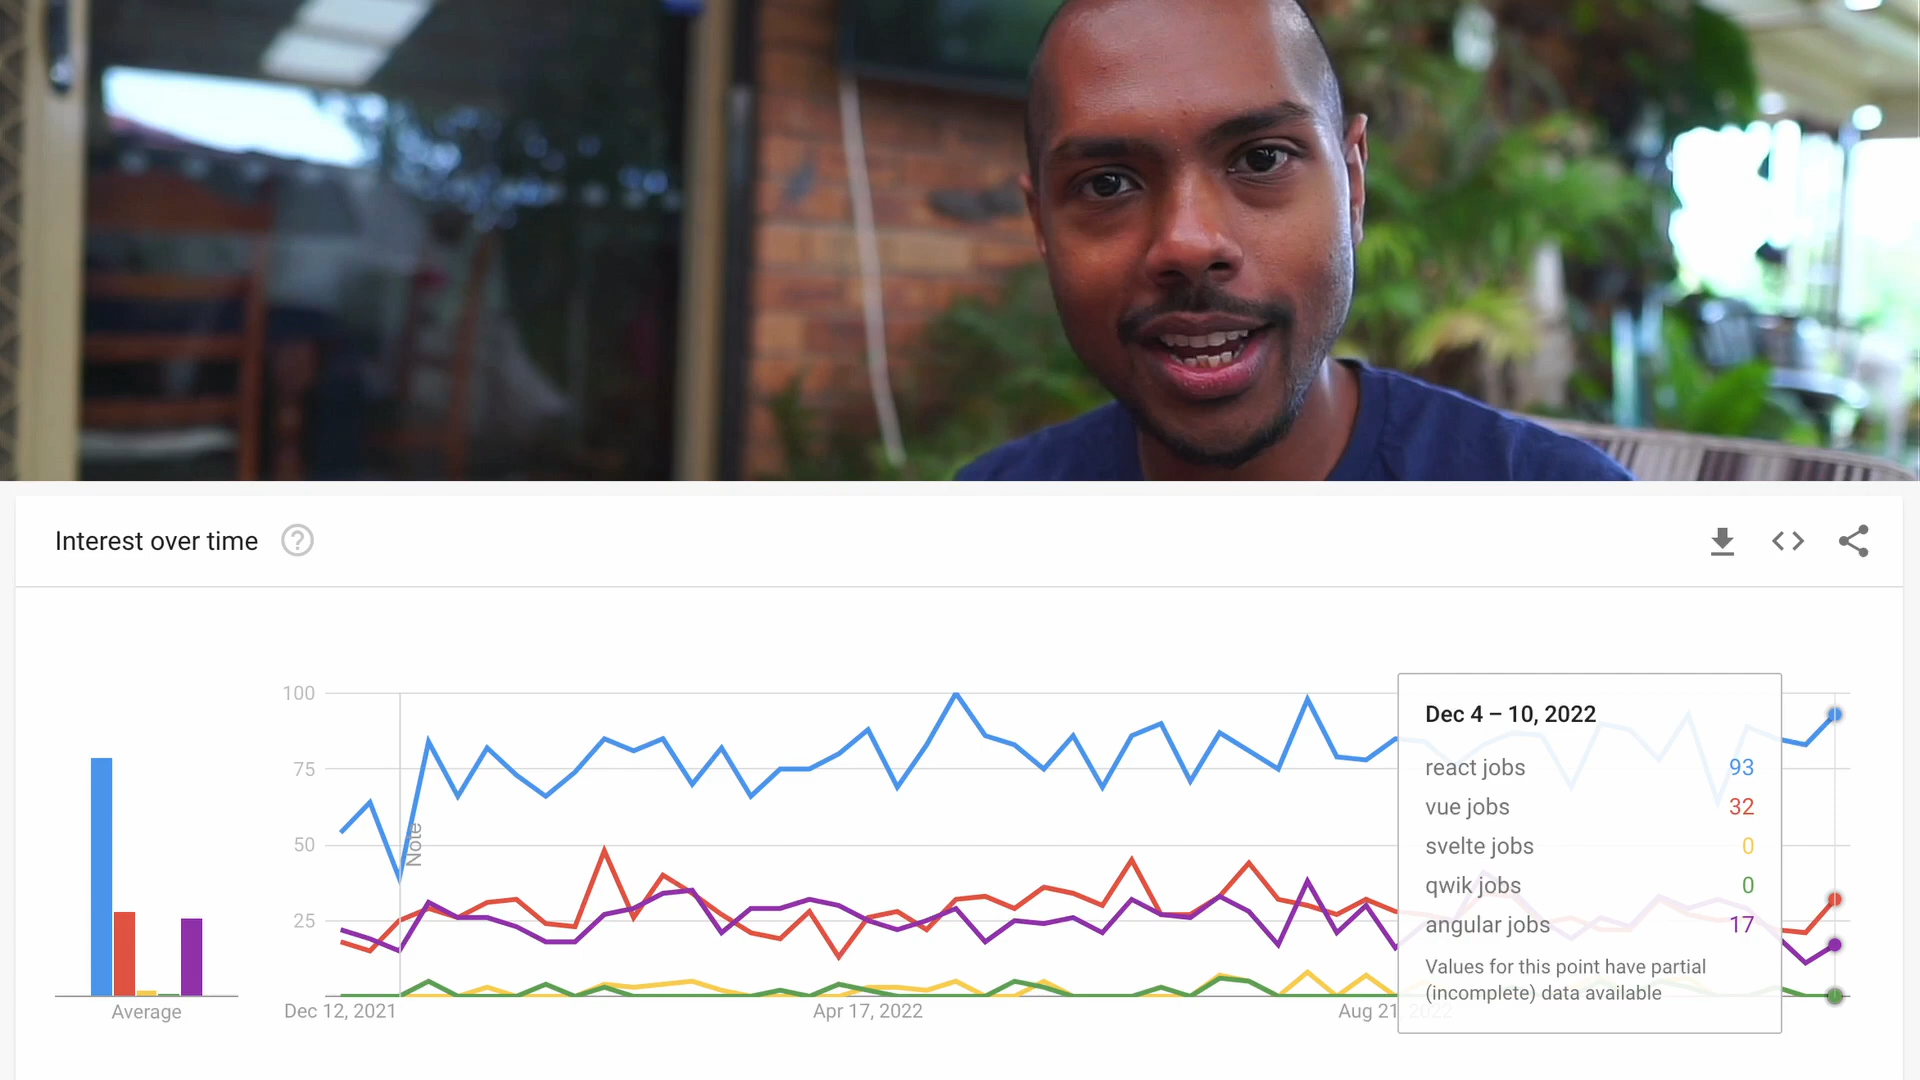 Interest over time
100
75
50
25
Note
Average
Dec 12, 2021
Apr 17, 2022
Aug 21, 2022
Dec 4 – 10, 2022
react jobs 93
vue jobs 32
svelte jobs 0
qwik jobs 0
angular jobs 17
Values for this point have partial
(incomplete) data available